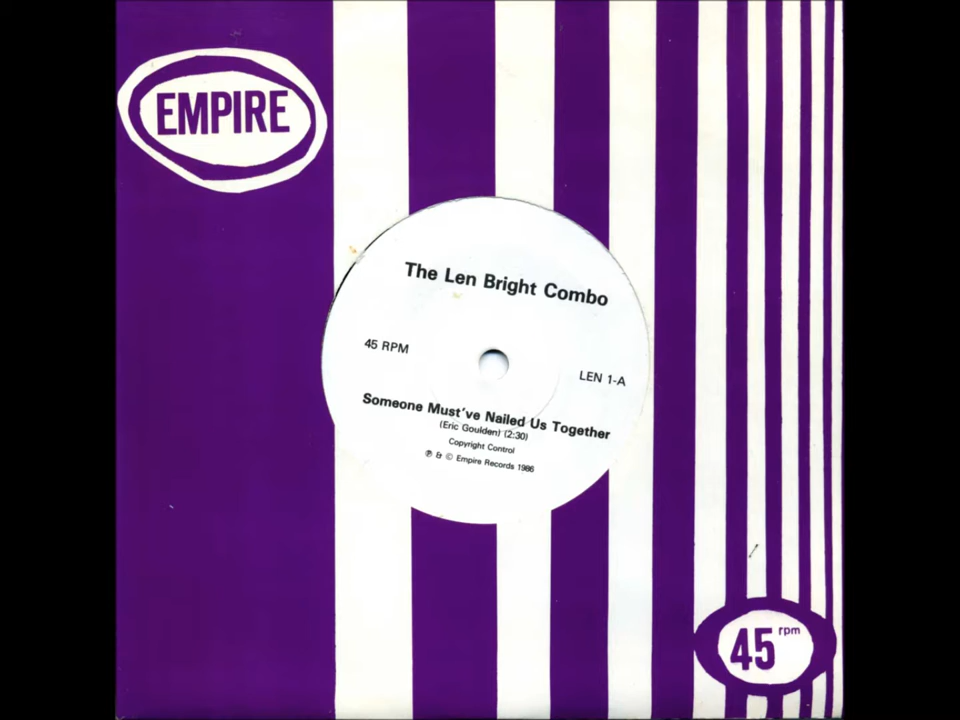 EMPIRE
The Len Bright Combo
45 RPM
LEN 1-A
Someone Must've Nailed Us Together
(Eric Goulden) (2:30)
Copyright Control
℗ & © Empire Records 1986
45 rpm